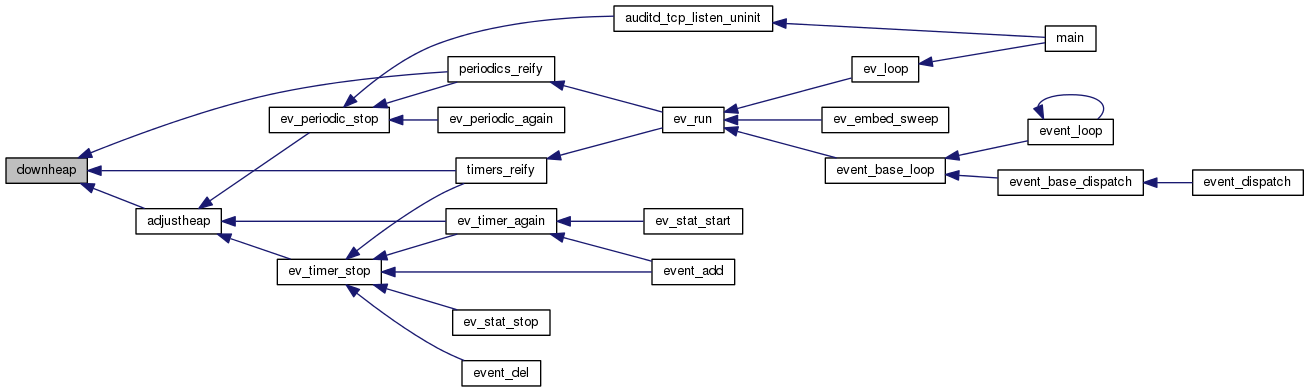 auditd_tcp_listen_uninit
main
periodics_reify
ev_loop
ev_periodic_stop
ev_periodic_again
ev_run
ev_embed_sweep
event_loop
downheap
timers_reify
event_base_loop
event_base_dispatch
event_dispatch
adjustheap
ev_timer_again
ev_stat_start
ev_timer_stop
event_add
ev_stat_stop
event_del